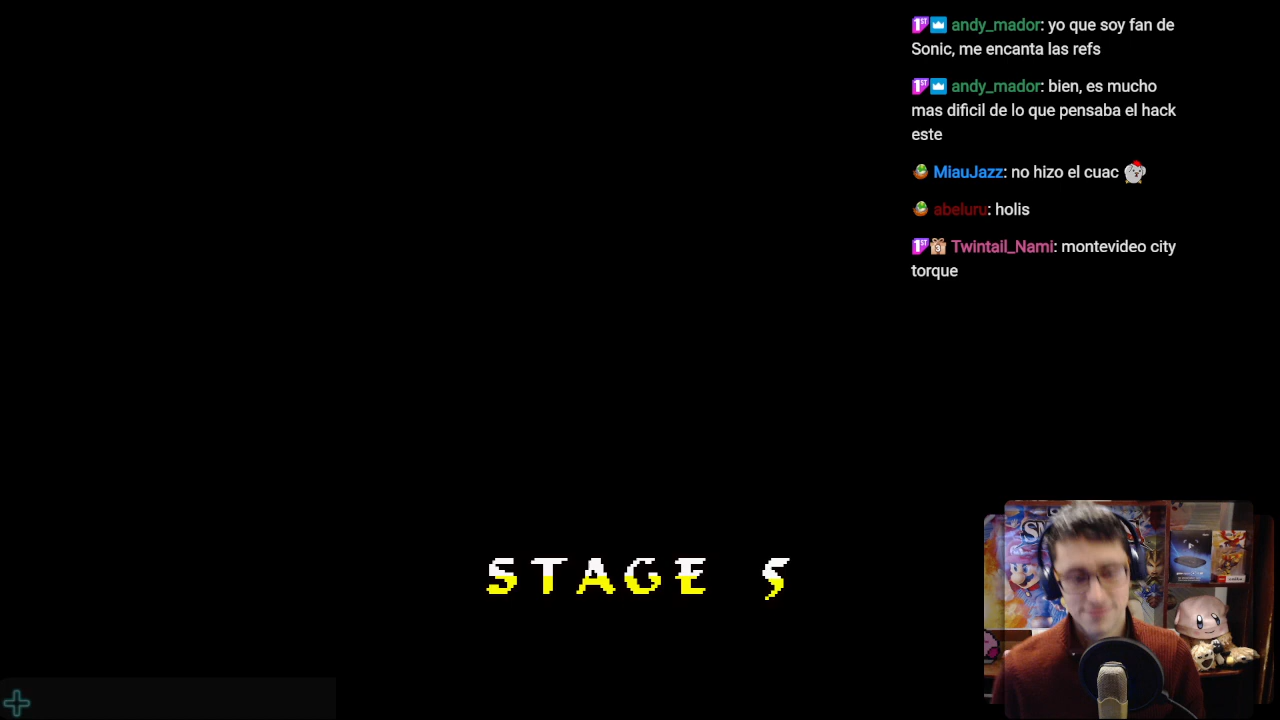 andy_mador: yo que soy fan de
Sonic, me encanta las refs
andy_mador: bien, es mucho
mas dificil de lo que pensaba el hack
este
MiauJazz: no hizo el cuac
abeluru: holis
Twintail_Nami: montevideo city
torque
STAGE 5